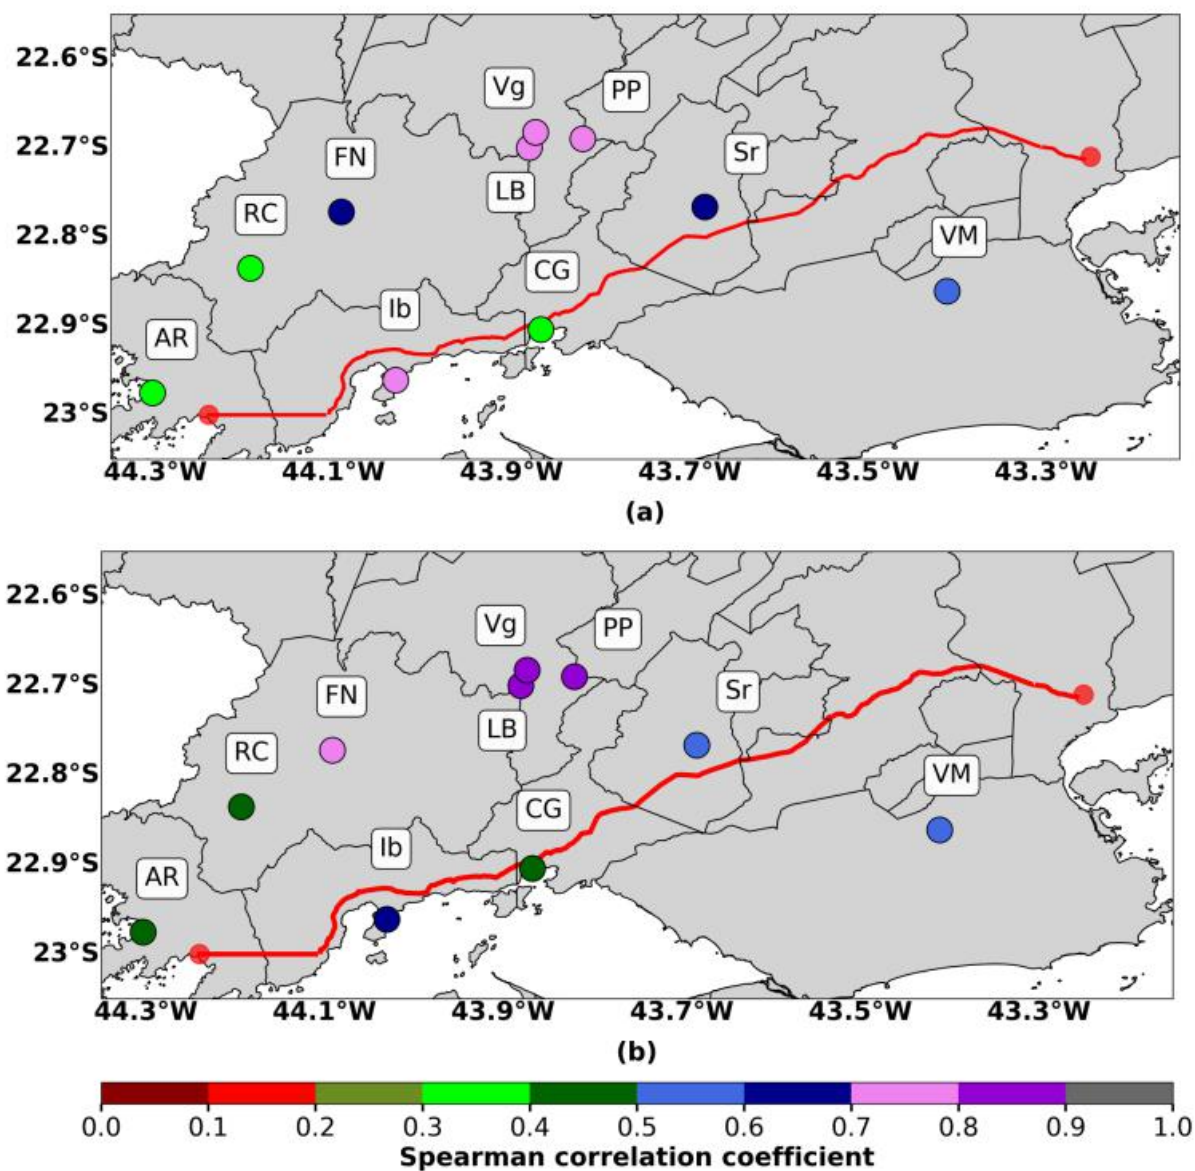 22.6°S
Vg
PP
22.7°S
FN
Sr
LB
RC
22.8°S
VM
CG
22.9°S
Ib
AR
23°S
44.3°W 44.1°W 43.9°W 43.7°W 43.5°W 43.3°W
(a)
22.6°S
Vg
PP
22.7°S
FN
Sr
LB
RC
22.8°S
VM
CG
22.9°S
Ib
AR
23°S
44.3°W 44.1°W 43.9°W 43.7°W 43.5°W 43.3°W
(b)
0.0 0.1 0.2 0.3 0.4 0.5 0.6 0.7 0.8 0.9 1.0
Spearman correlation coefficient